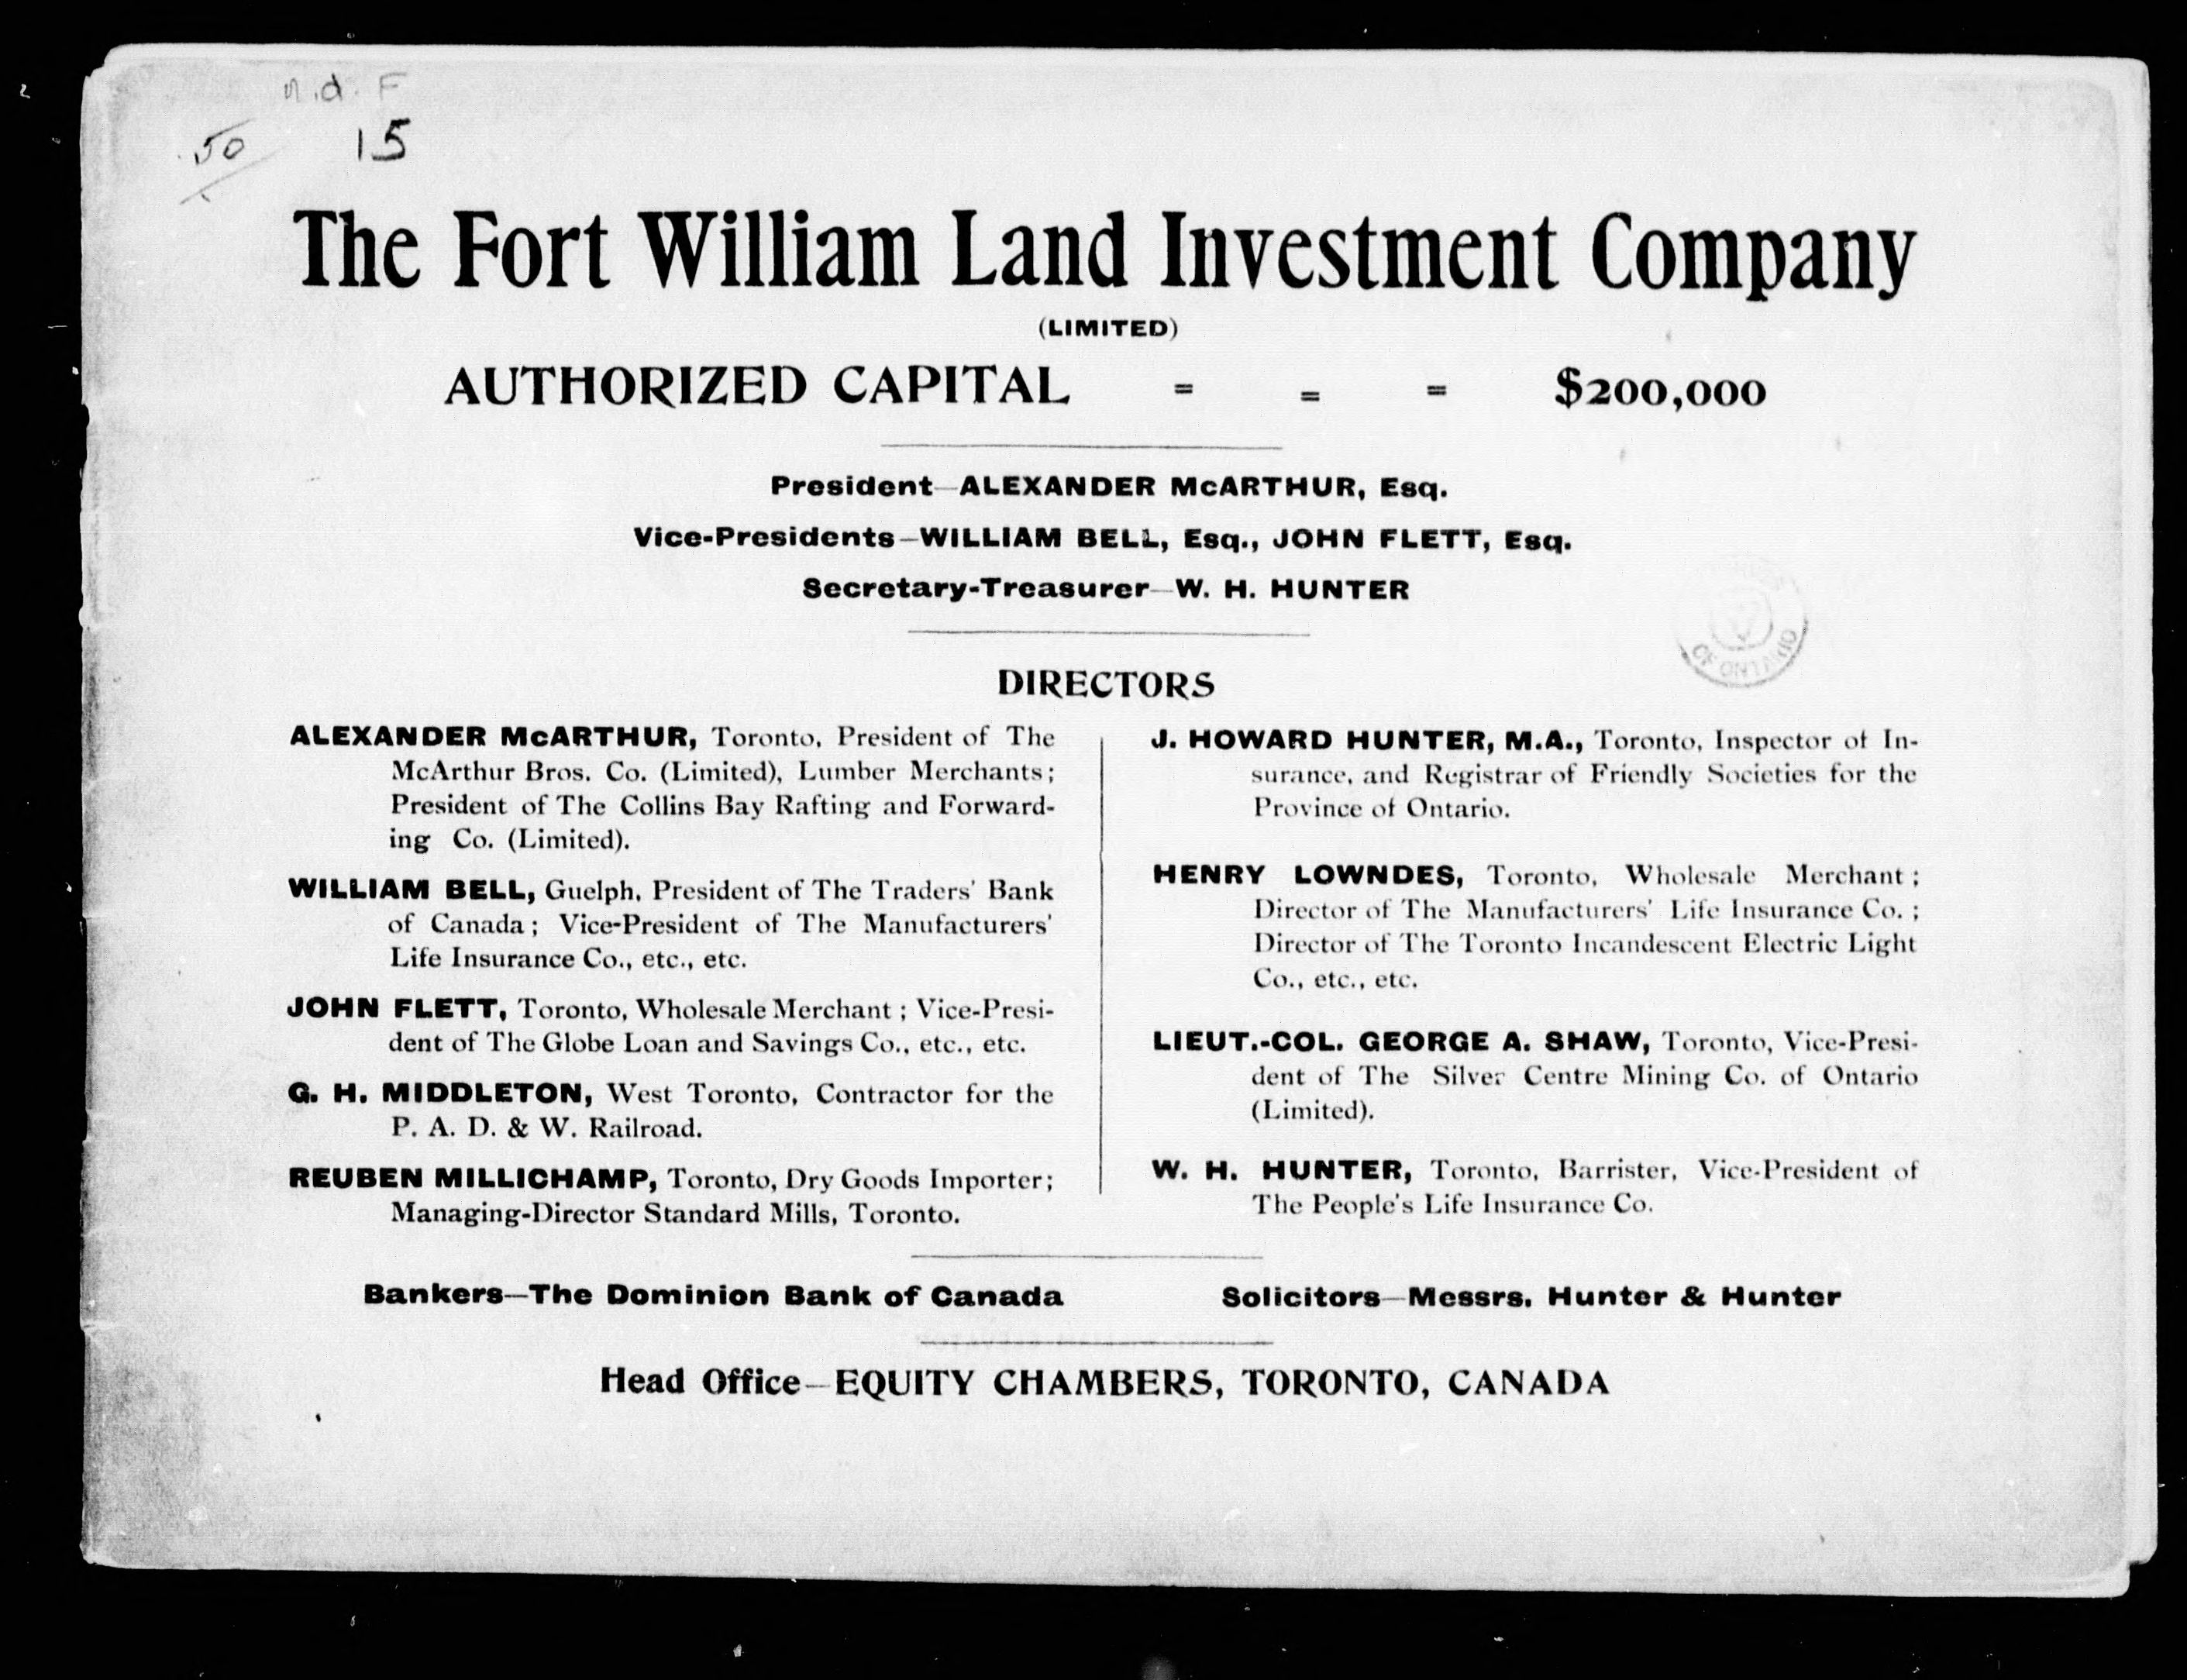 n.d. F
50 15
The Fort William Land Investment Company
(LIMITED)
AUTHORIZED CAPITAL = = = $200,000
President—ALEXANDER McARTHUR, Esq.
Vice-Presidents—WILLIAM BELL, Esq., JOHN FLETT, Esq.
Secretary-Treasurer—W. H. HUNTER
OF ONTARIO
DIRECTORS
ALEXANDER McARTHUR, Toronto, President of The
McArthur Bros. Co. (Limited), Lumber Merchants;
President of The Collins Bay Rafting and Forward-
ing Co. (Limited).
WILLIAM BELL, Guelph, President of The Traders' Bank
of Canada; Vice-President of The Manufacturers'
Life Insurance Co., etc., etc.
JOHN FLETT, Toronto, Wholesale Merchant; Vice-Presi-
dent of The Globe Loan and Savings Co., etc., etc.
G. H. MIDDLETON, West Toronto, Contractor for the
P. A. D. & W. Railroad.
REUBEN MILLICHAMP, Toronto, Dry Goods Importer;
Managing-Director Standard Mills, Toronto.
J. HOWARD HUNTER, M.A., Toronto, Inspector of In-
surance, and Registrar of Friendly Societies for the
Province of Ontario.
HENRY LOWNDES, Toronto, Wholesale Merchant;
Director of The Manufacturers' Life Insurance Co.;
Director of The Toronto Incandescent Electric Light
Co., etc., etc.
LIEUT.-COL. GEORGE A. SHAW, Toronto, Vice-Presi-
dent of The Silver Centre Mining Co. of Ontario
(Limited).
W. H. HUNTER, Toronto, Barrister, Vice-President of
The People's Life Insurance Co.
Bankers—The Dominion Bank of Canada
Solicitors—Messrs. Hunter & Hunter
Head Office—EQUITY CHAMBERS, TORONTO, CANADA